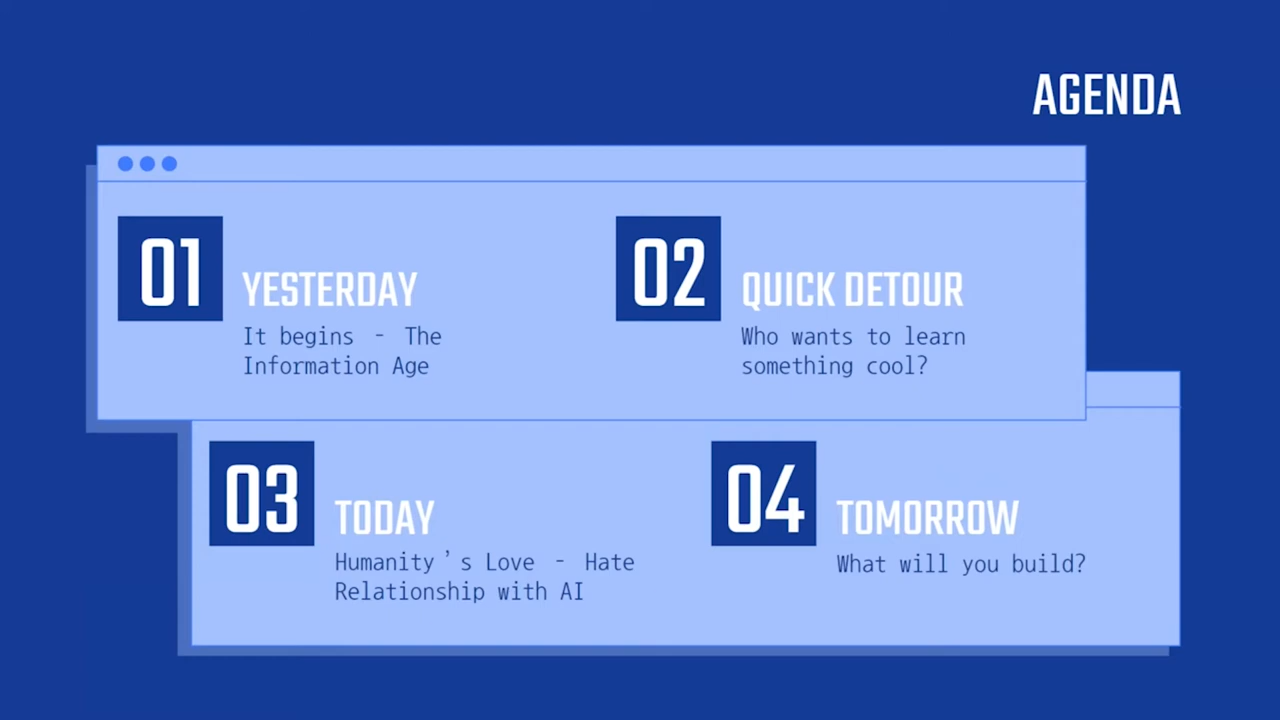 AGENDA
01
YESTERDAY
It begins - The
Information Age
02
QUICK DETOUR
Who wants to learn
something cool?
03
TODAY
Humanity's Love - Hate
Relationship with AI
04
TOMORROW
What will you build?